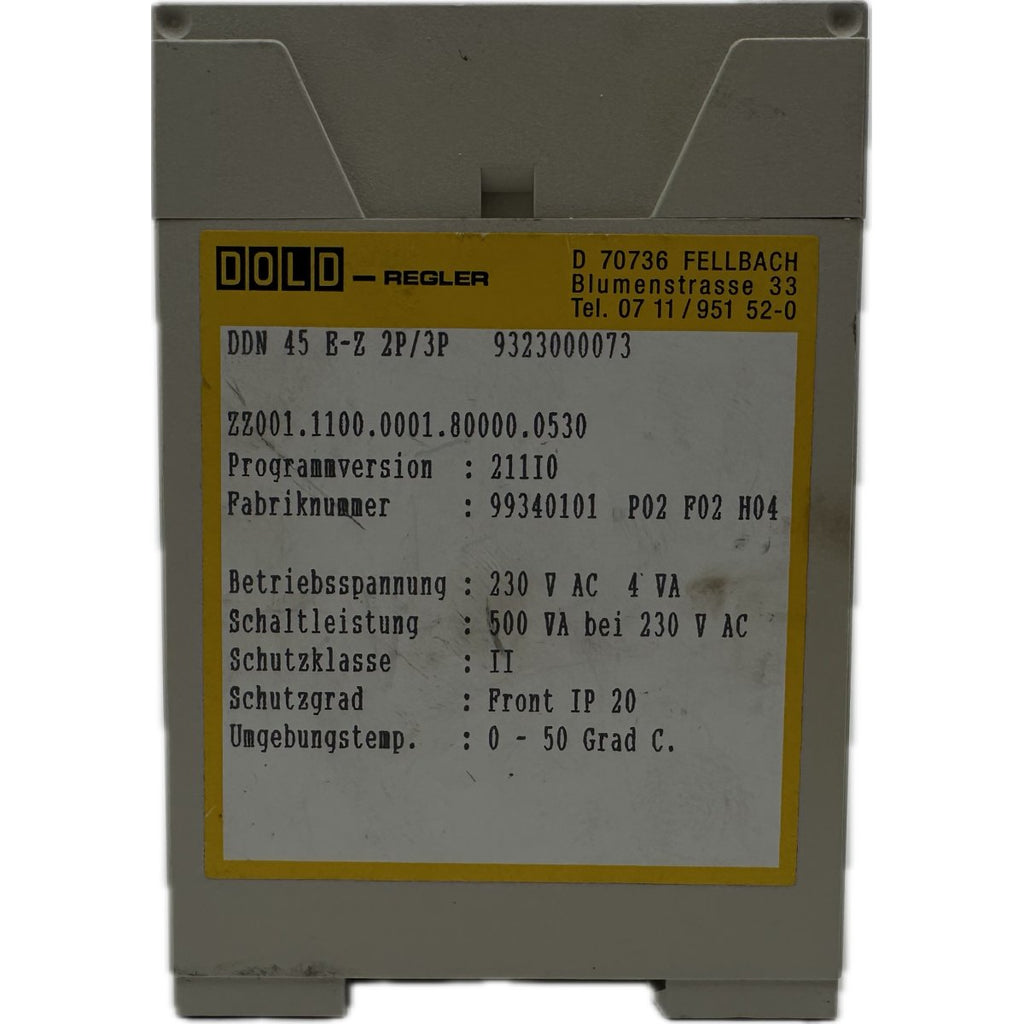 DOLD – REGLER
D 70736 FELLBACH
Blumenstrasse 33
Tel. 07 11 / 951 52-0
DDN 45 E-Z 2P/3P 9323000073
ZZ001.1100.0001.80000.0530
Programmversion : 211I0
Fabriknummer : 99340101 P02 F02 H04
Betriebsspannung : 230 V AC 4 VA
Schaltleistung : 500 VA bei 230 V AC
Schutzklasse : II
Schutzgrad : Front IP 20
Umgebungstemp. : 0 - 50 Grad C.